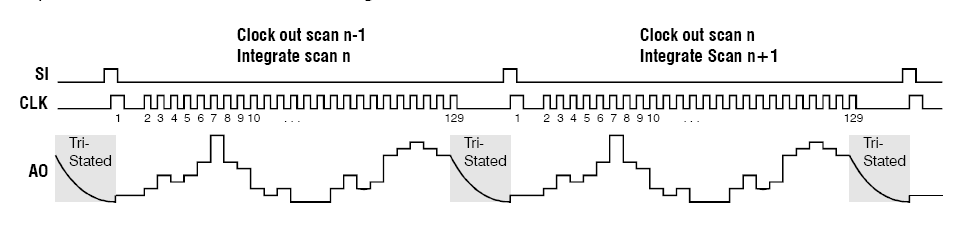 Clock out scan n-1
Integrate scan n
Clock out scan n
Integrate Scan n+1
SI
CLK
1 2 3 4 5 6 7 8 9 10 ... 129 1 2 3 4 5 6 7 8 9 10 ... 129
AO
Tri-
Stated
Tri-
Stated
Tri-
Stated